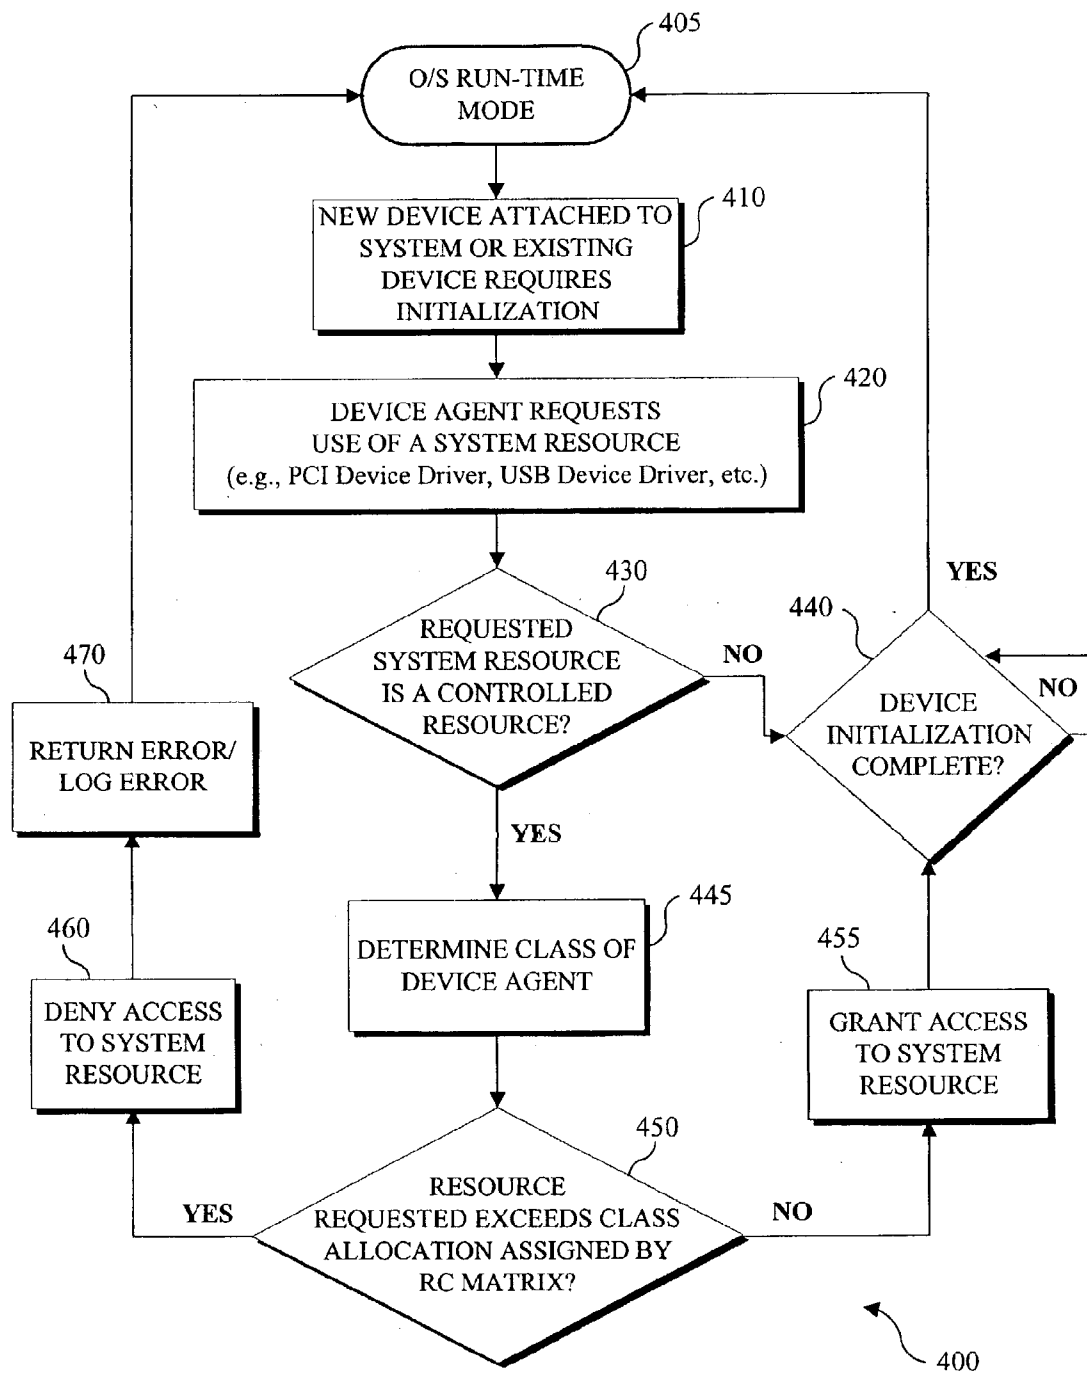 405
O/S RUN-TIME
MODE
410
NEW DEVICE ATTACHED TO
SYSTEM OR EXISTING
DEVICE REQUIRES
INITIALIZATION
420
DEVICE AGENT REQUESTS
USE OF A SYSTEM RESOURCE
(e.g., PCI Device Driver, USB Device Driver, etc.)
430
REQUESTED
SYSTEM RESOURCE
IS A CONTROLLED
RESOURCE?
NO
YES
440
YES
DEVICE
INITIALIZATION
COMPLETE?
NO
470
RETURN ERROR/
LOG ERROR
445
DETERMINE CLASS OF
DEVICE AGENT
460
DENY ACCESS
TO SYSTEM
RESOURCE
455
GRANT ACCESS
TO SYSTEM
RESOURCE
450
RESOURCE
REQUESTED EXCEEDS CLASS
ALLOCATION ASSIGNED BY
RC MATRIX?
YES
NO
400